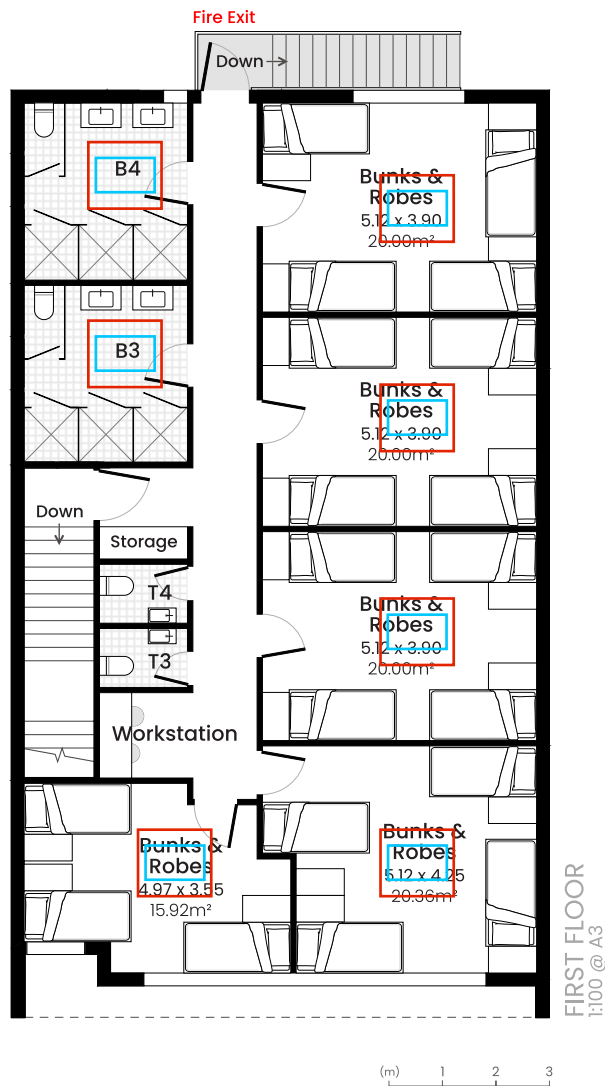 Fire Exit
Down
B4
Bunks &
Robes
5.12 x 3.90
20.00m²
B3
Bunks &
Robes
5.12 x 3.90
20.00m²
Down
Storage
T4
Bunks &
Robes
5.12 x 3.90
20.00m²
T3
Workstation
Bunks &
Robes
4.97 x 3.55
15.92m²
Bunks &
Robes
5.12 x 4.25
20.36m²
FIRST FLOOR
1:100 @ A3
(m) 1 2 3